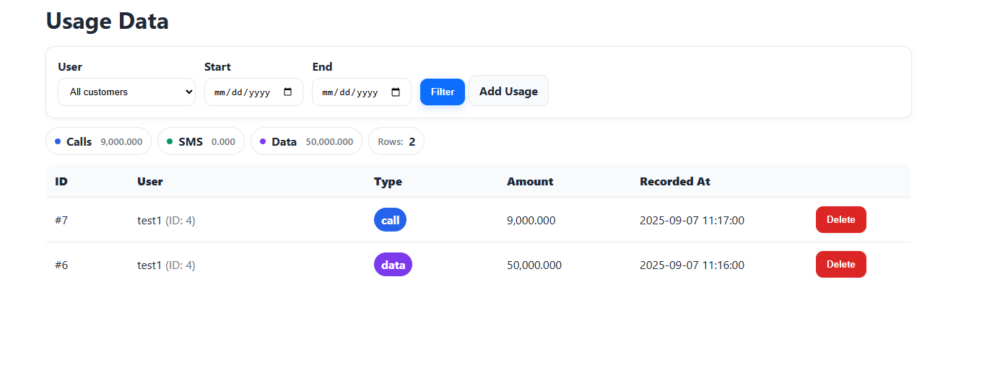 Usage Data
User Start End
All customers mm/dd/yyyy mm/dd/yyyy Filter Add Usage
Calls 9,000.000 SMS 0.000 Data 50,000.000 Rows: 2
ID User Type Amount Recorded At
#7 test1 (ID: 4) call 9,000.000 2025-09-07 11:17:00 Delete
#6 test1 (ID: 4) data 50,000.000 2025-09-07 11:16:00 Delete